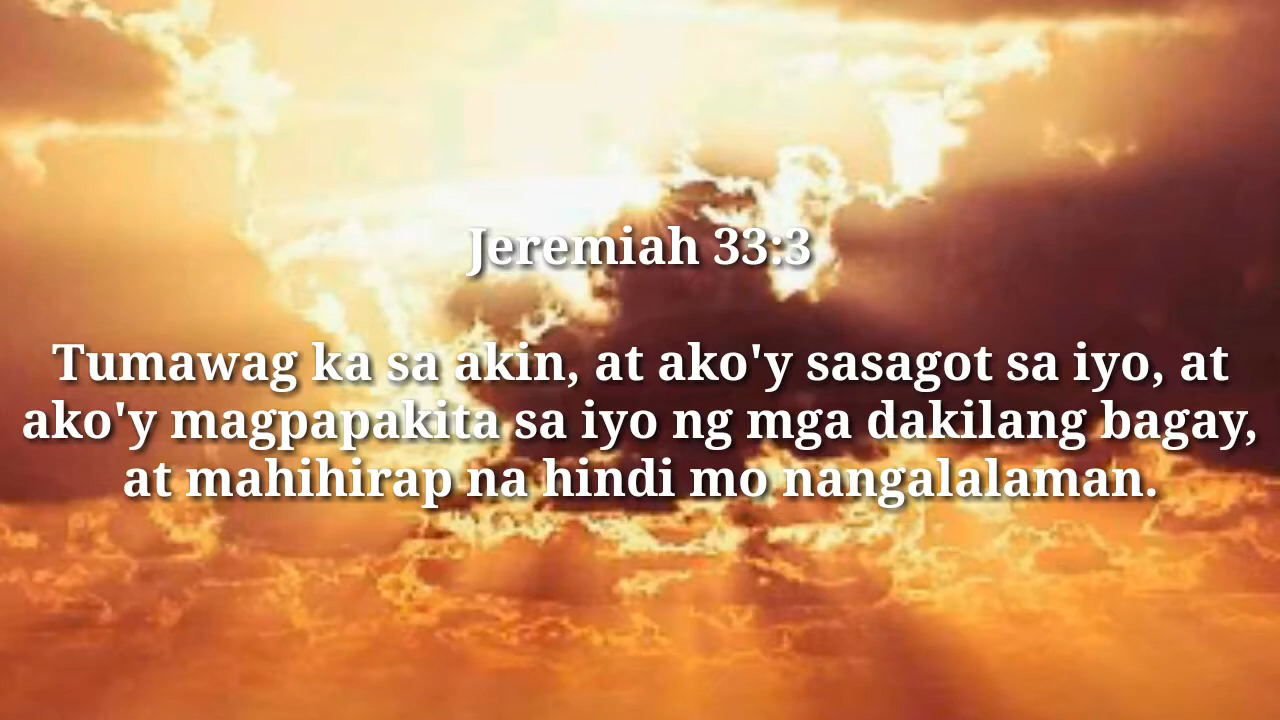 Jeremiah 33:3
Tumawag ka sa akin, at ako'y sasagot sa iyo, at
ako'y magpapakita sa iyo ng mga dakilang bagay,
at mahihirap na hindi mo nangalalaman.